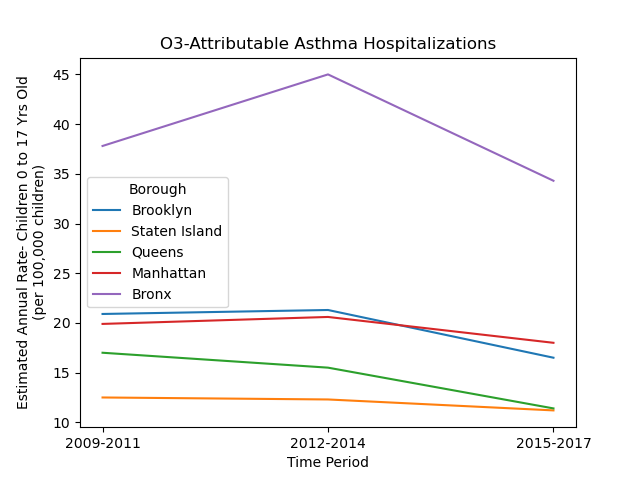 O3-Attributable Asthma Hospitalizations
Estimated Annual Rate- Children 0 to 17 Yrs Old
(per 100,000 children)
45
40
35
30
25
20
15
10
Borough
Brooklyn
Staten Island
Queens
Manhattan
Bronx
2009-2011
2012-2014
2015-2017
Time Period